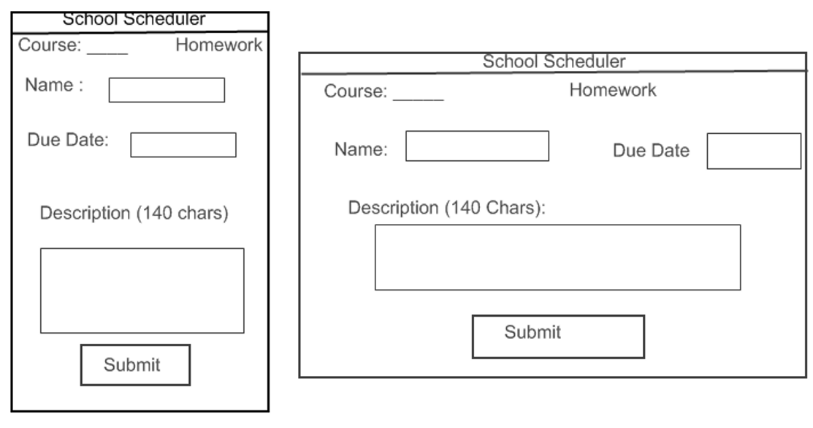 School Scheduler
Course: ____ Homework
Name :
Due Date:
Description (140 chars)
Submit
School Scheduler
Course: _____ Homework
Name: Due Date
Description (140 Chars):
Submit